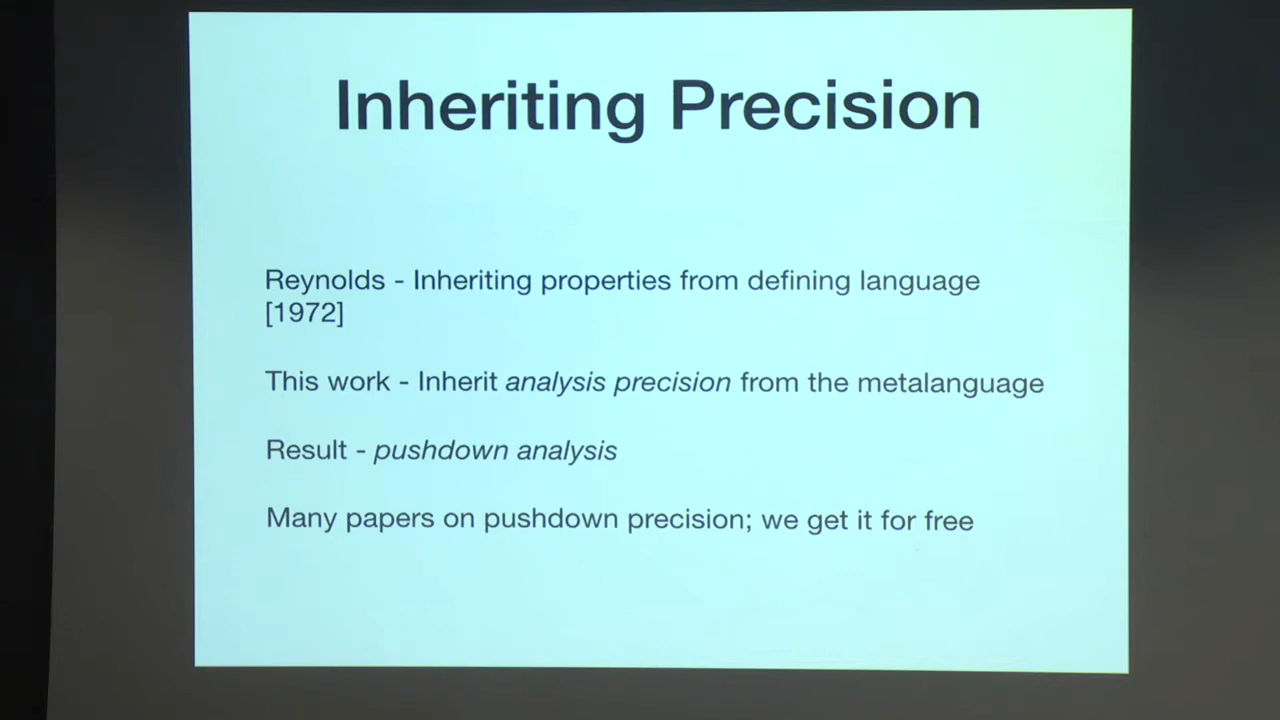 Inheriting Precision
Reynolds - Inheriting properties from defining language
[1972]
This work - Inherit analysis precision from the metalanguage
Result - pushdown analysis
Many papers on pushdown precision; we get it for free